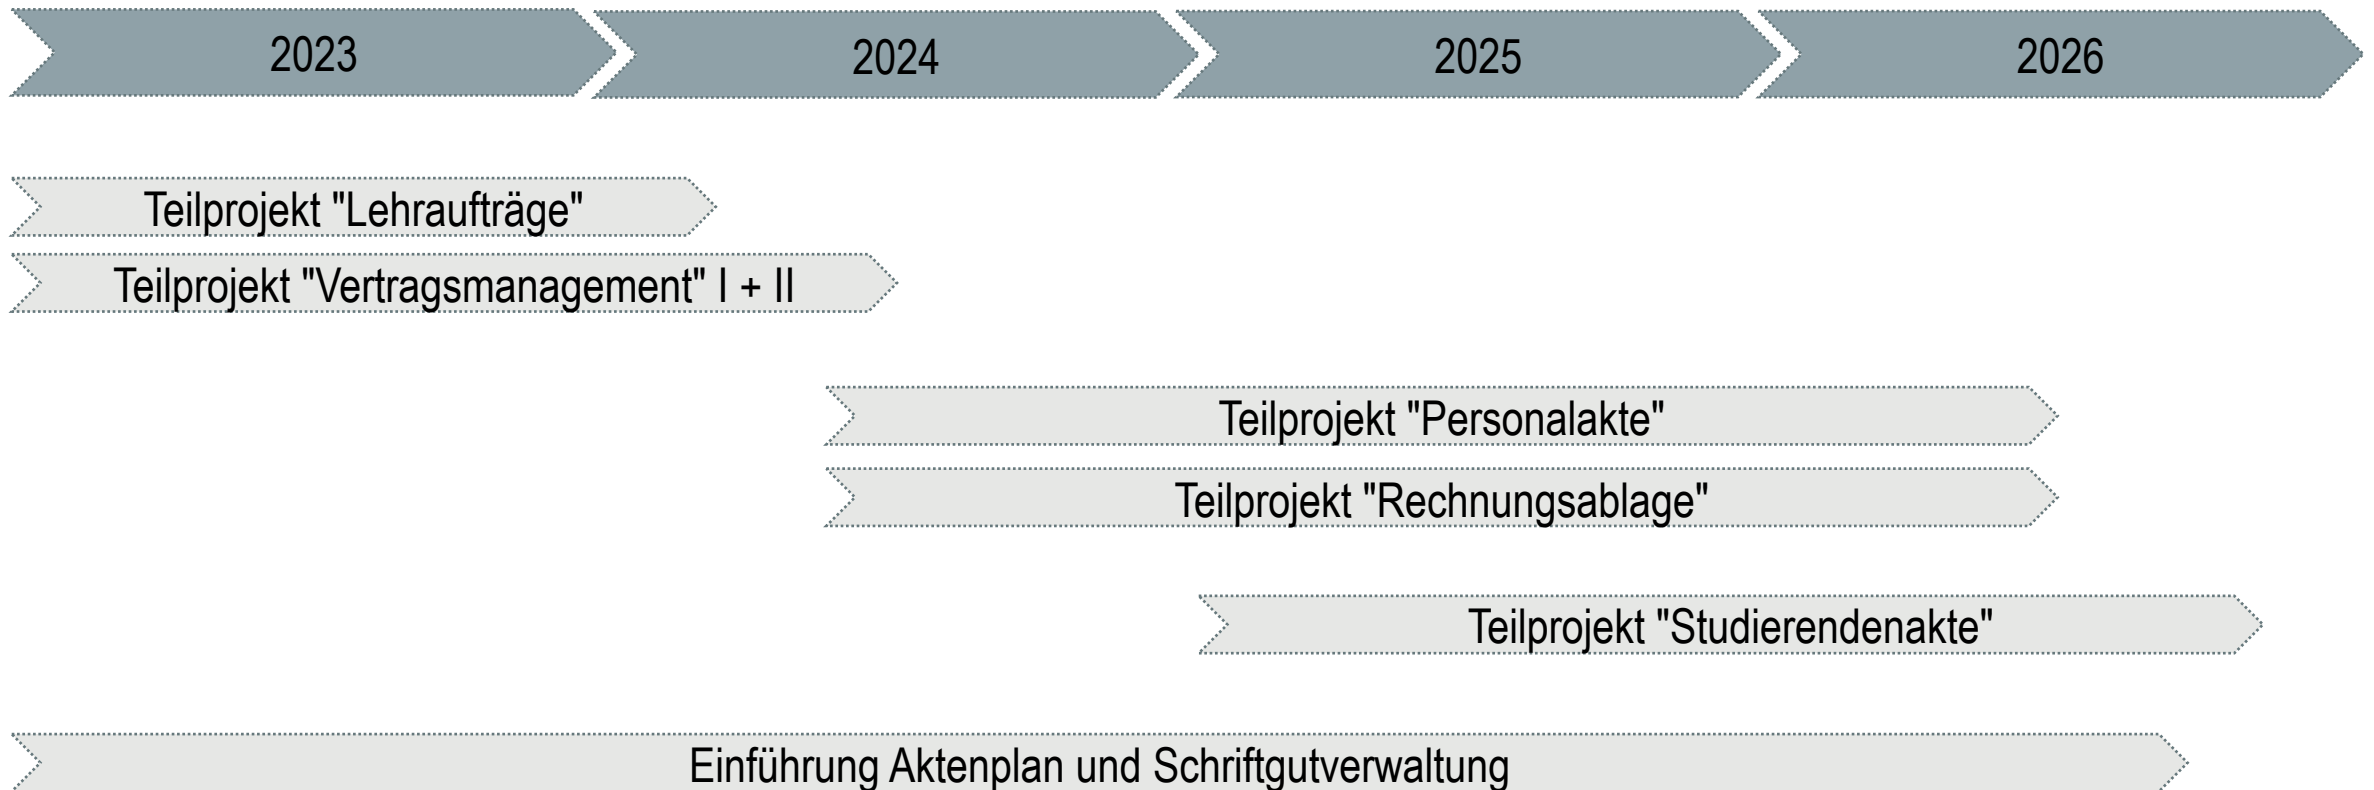 2023
2024
2025
2026
Teilprojekt "Lehraufträge"
Teilprojekt "Vertragsmanagement" I + II
Teilprojekt "Personalakte"
Teilprojekt "Rechnungsablage"
Teilprojekt "Studierendenakte"
Einführung Aktenplan und Schriftgutverwaltung